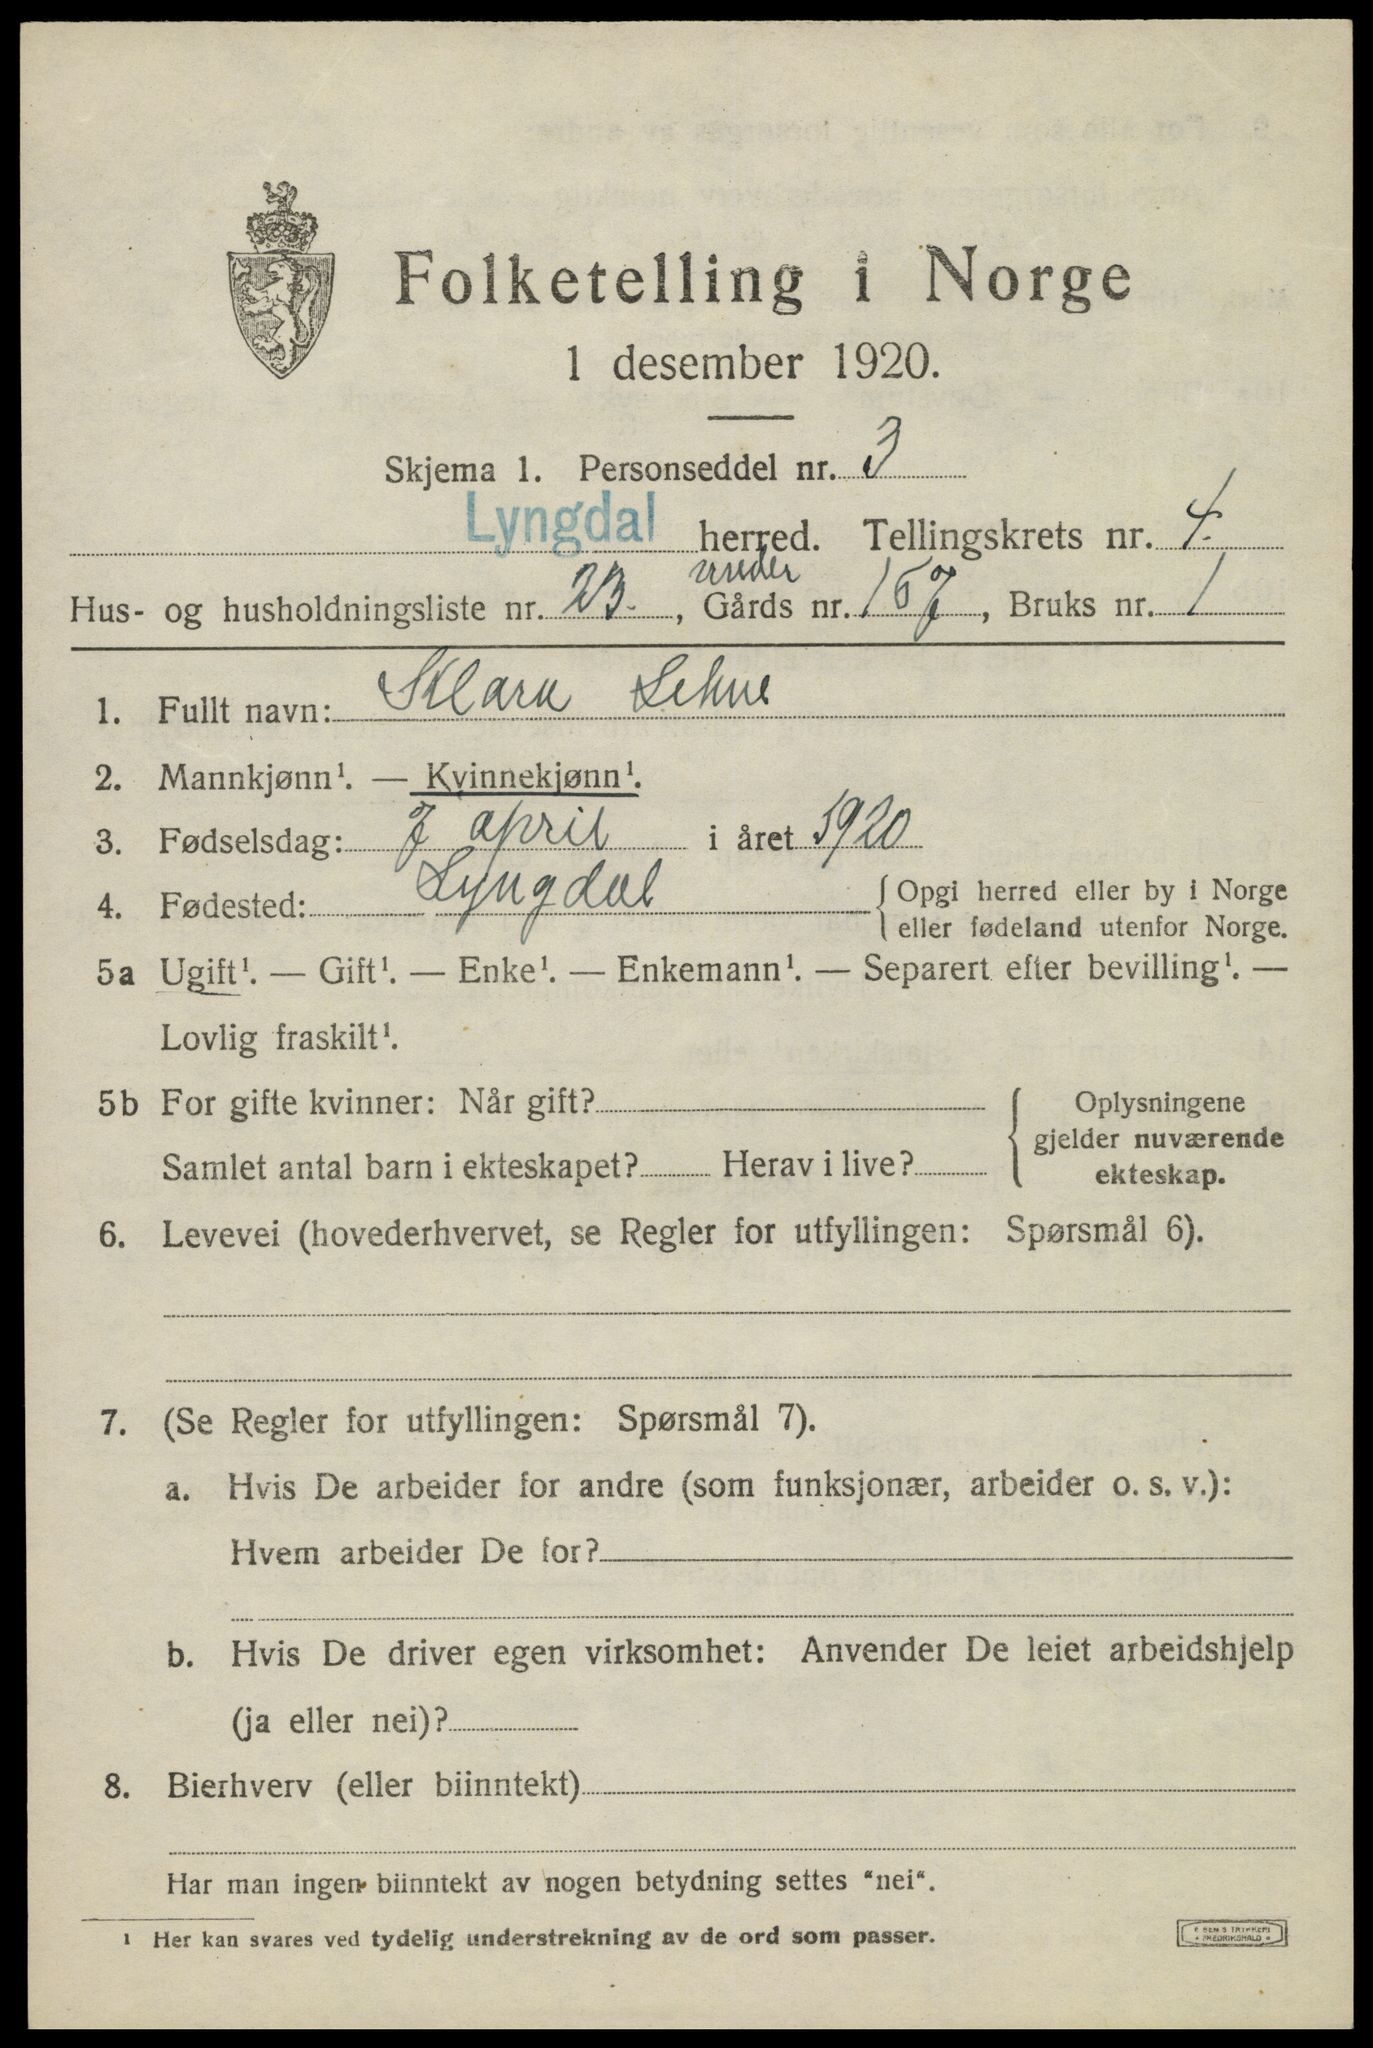 Folketelling i Norge
1 desember 1920.
Skjema 1. Personseddel nr. 3
Lyngdal herred. Tellingskrets nr. 4.
under
Hus- og husholdningsliste nr. 23., Gårds nr. 157, Bruks nr. 1
1. Fullt navn: Klara Lehne
2. Mannkjønn¹. — Kvinnekjønn¹.
3. Fødselsdag: 7 april i året 1920
4. Fødested: Lyngdal { Opgi herred eller by i Norge
eller fødeland utenfor Norge.
5a Ugift¹. — Gift¹. — Enke¹. — Enkemann¹. — Separert efter bevilling¹. —
Lovlig fraskilt¹.
5b For gifte kvinner: Når gift? { Oplysningene
gjelder nuværende
Samlet antal barn i ekteskapet? Herav i live? ekteskap.
6. Levevei (hovederhvervet, se Regler for utfyllingen: Spørsmål 6).
7. (Se Regler for utfyllingen: Spørsmål 7).
a. Hvis De arbeider for andre (som funksjonær, arbeider o. s. v.):
Hvem arbeider De for?
b. Hvis De driver egen virksomhet: Anvender De leiet arbeidshjelp
(ja eller nei)?
8. Bierhverv (eller biinntekt)
Har man ingen biinntekt av nogen betydning settes "nei".
¹ Her kan svares ved tydelig understrekning av de ord som passer.